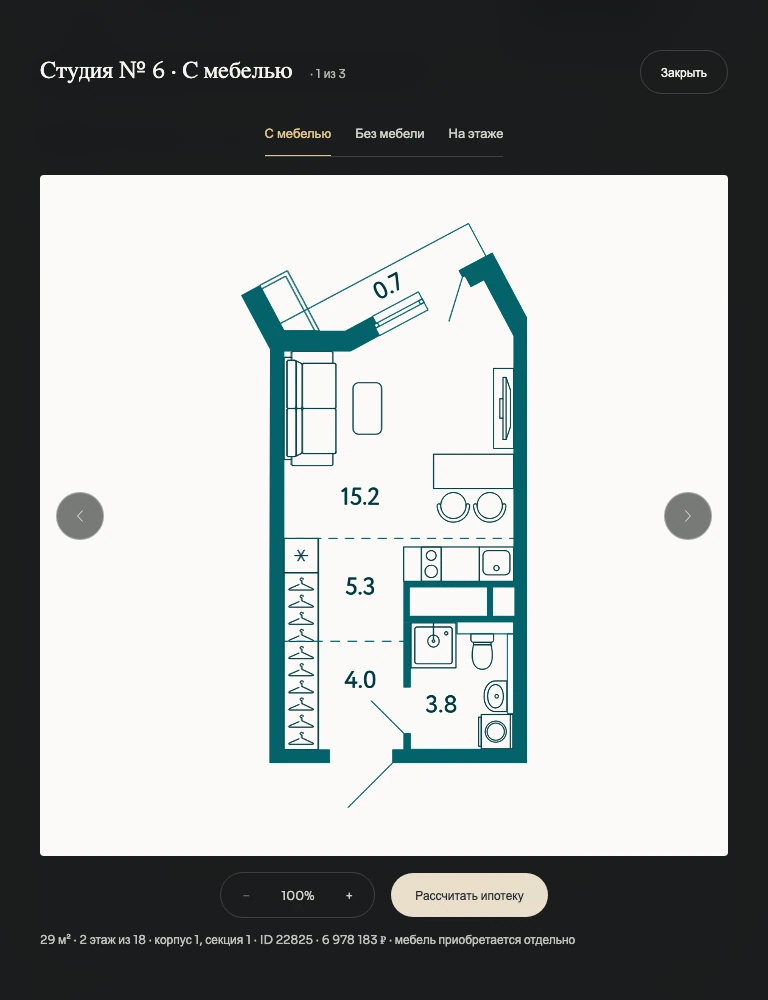 Студия № 6 · С мебелью · 1 из 3
Закрыть
С мебелью Без мебели На этаже
0.7
15.2
5.3
4.0
3.8
− 100% +
Рассчитать ипотеку
29 м² · 2 этаж из 18 · корпус 1, секция 1 · ID 22825 · 6 978 183 ₽ · мебель приобретается отдельно